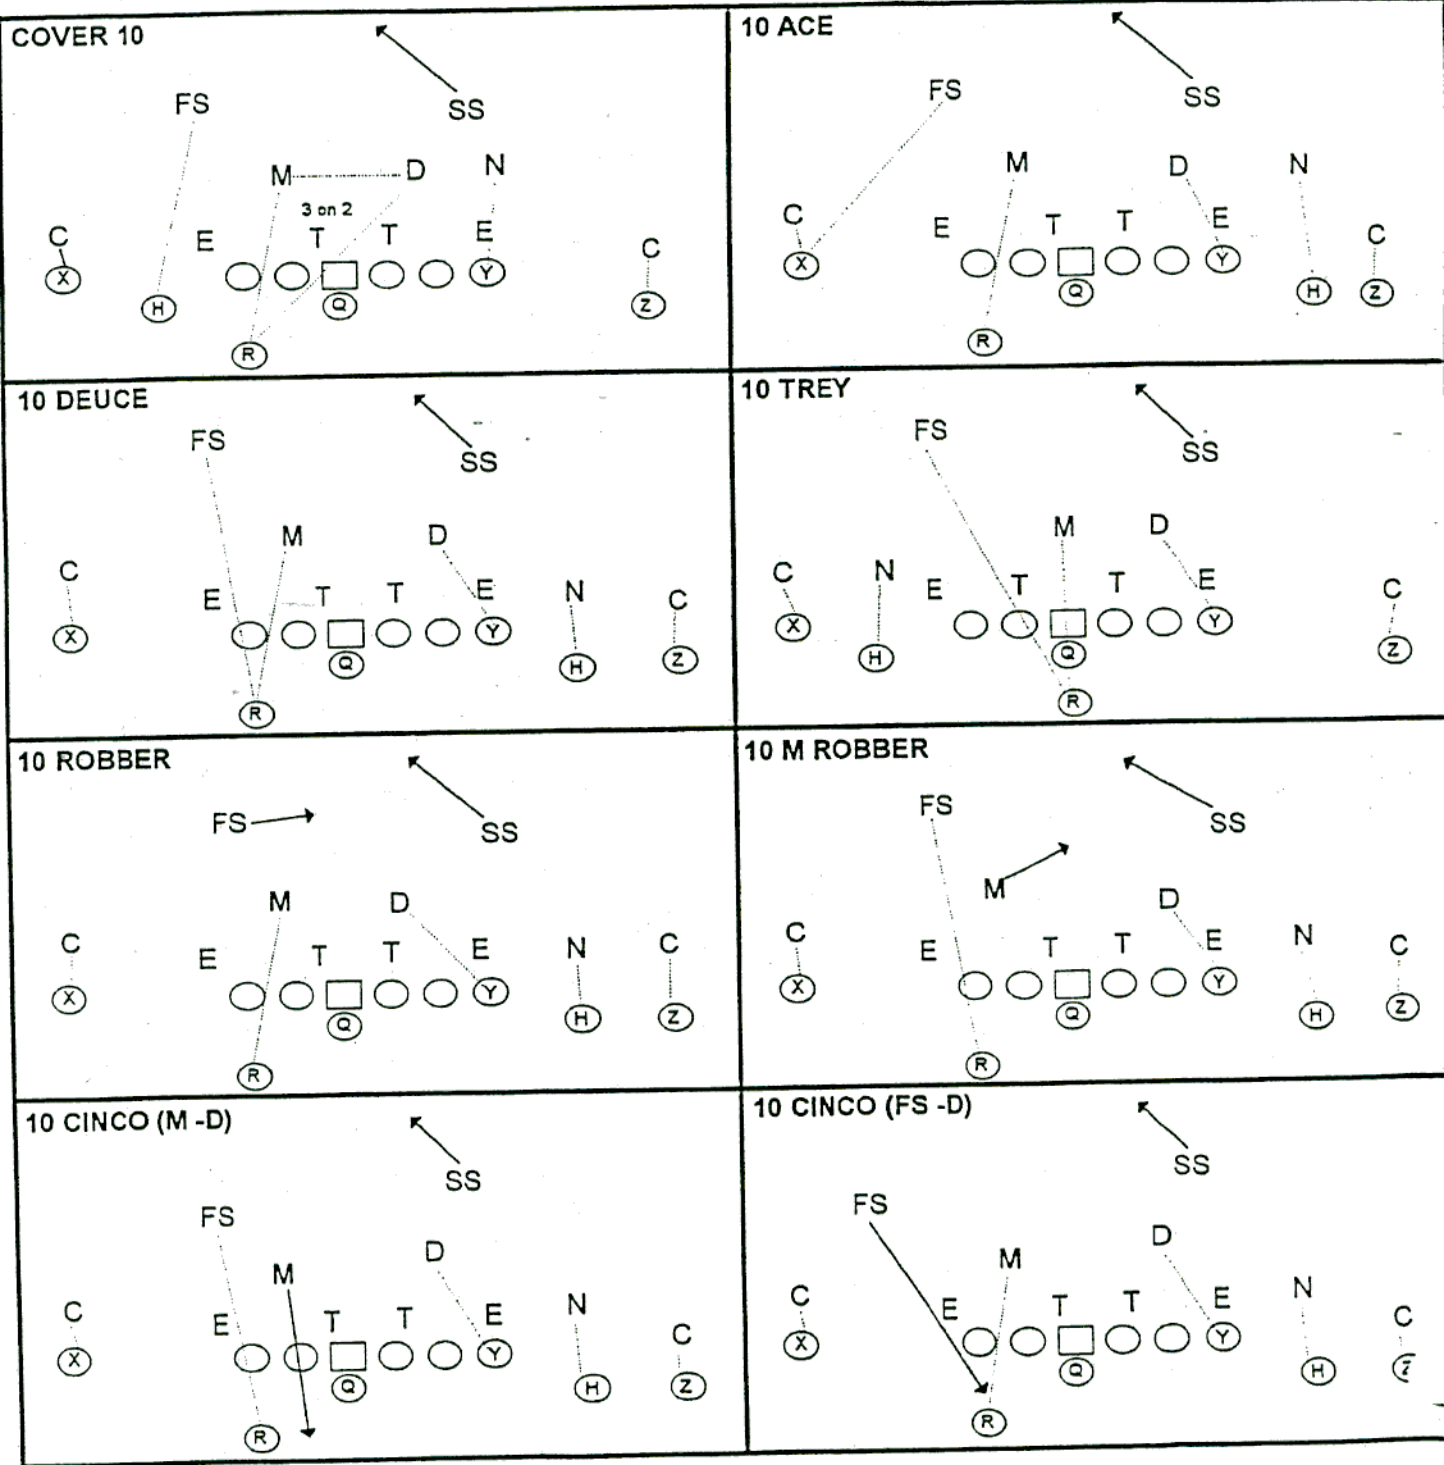 COVER 10
FS
SS
M D N
3 on 2
C E T T E C
X H Y Z
Q
R
10 ACE
FS SS
M D N
C E T T E C
X Y H Z
Q
R
10 DEUCE
FS SS
M D
C E T T E N C
X Y H Z
Q
R
10 TREY
FS SS
M D
C N E T T E C
X H Y Z
Q
R
10 ROBBER
FS SS
M D
C E T T E N C
X Y H Z
Q
R
10 M ROBBER
FS SS
M D
C E T T E N C
X Y H Z
Q
R
10 CINCO (M -D)
SS
FS
M D
C E T T E N C
X Y H Z
Q
R
10 CINCO (FS -D)
SS
FS
M D
C E T T E N C
X Y H Z
Q
R